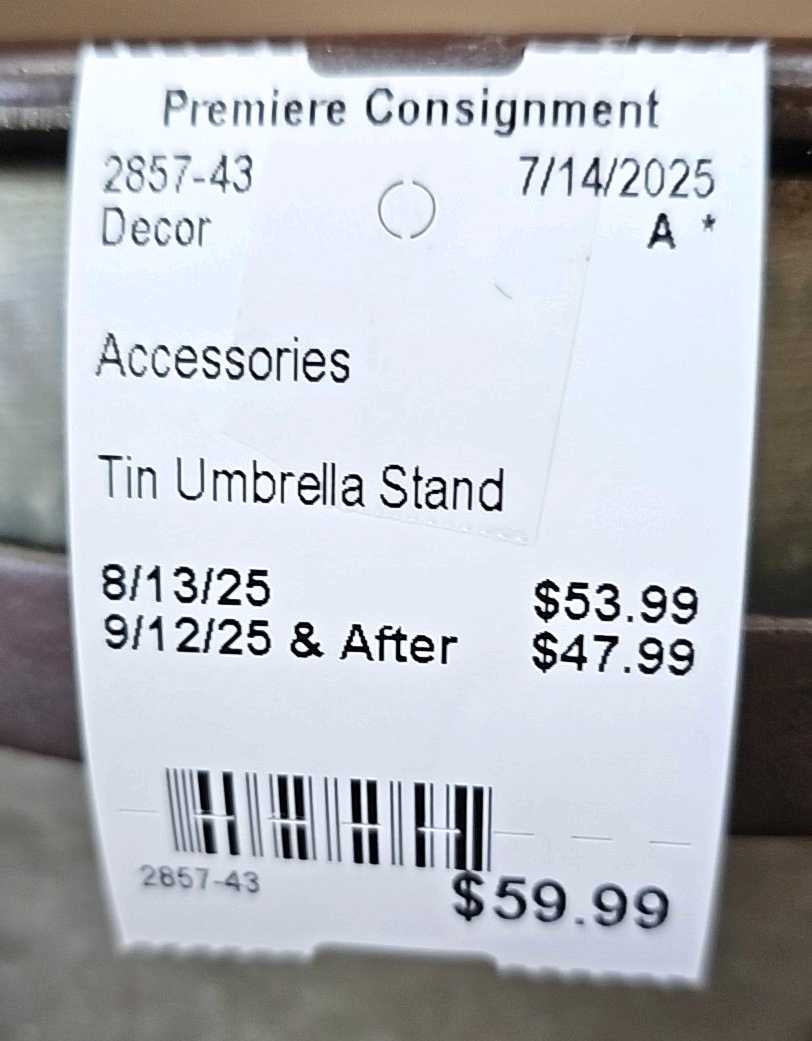 Premiere Consignment
2857-43 7/14/2025
Decor A *
Accessories
Tin Umbrella Stand
8/13/25 $53.99
9/12/25 & After $47.99
2857-43 $59.99